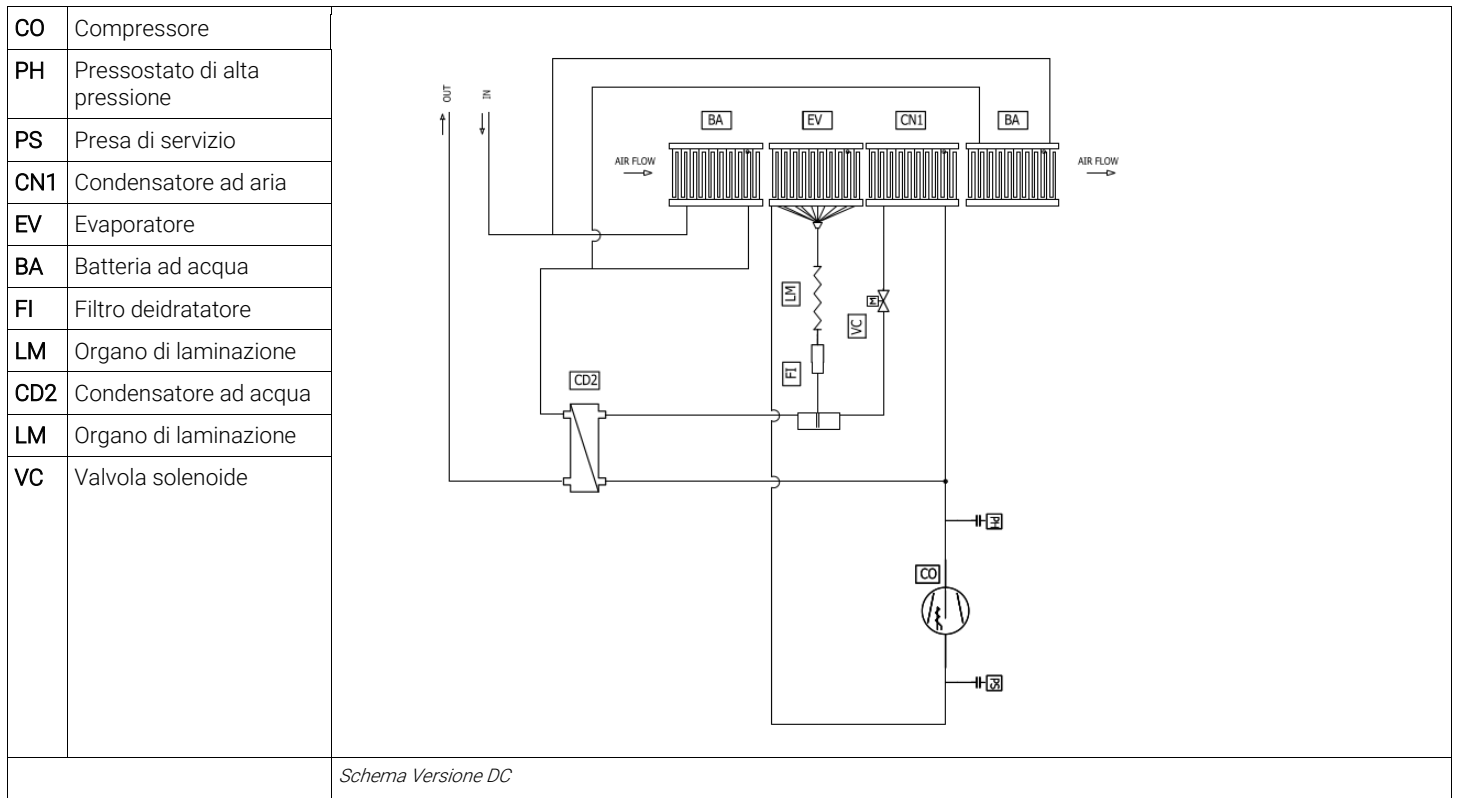 CO Compressore
PH Pressostato di alta
pressione
PS Presa di servizio
CN1 Condensatore ad aria
EV Evaporatore
BA Batteria ad acqua
FI Filtro deidratatore
LM Organo di laminazione
CD2 Condensatore ad acqua
LM Organo di laminazione
VC Valvola solenoide
OUT
IN
BA
EV
CN1
BA
AIR FLOW
AIR FLOW
LM
M
VC
FI
CD2
PH
CO
PS
Schema Versione DC